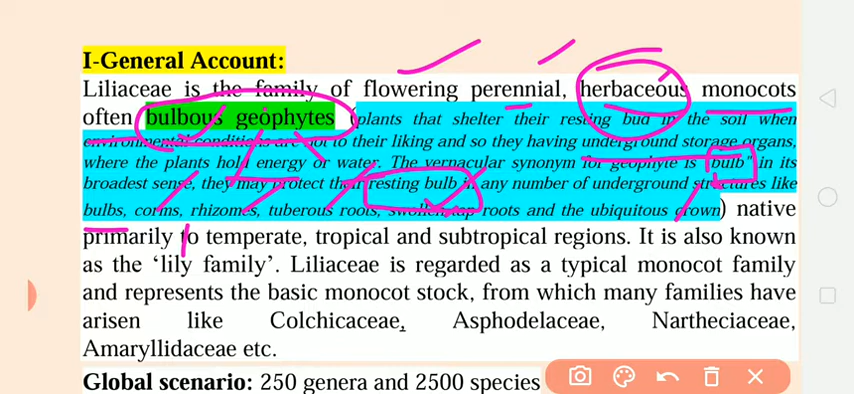 I-General Account:
Liliaceae is the family of flowering perennial, herbaceous monocots
often bulbous geophytes (plants that shelter their resting bud in the soil when
environmental conditions are not to their liking and so they having underground storage organs,
where the plants hold energy or water. The vernacular synonym for geophyte is "bulb" in its
broadest sense, they may protect their resting bulb in any number of underground structures like
bulbs, corms, rhizomes, tuberous roots, swollen tap roots and the ubiquitous crown) native
primarily to temperate, tropical and subtropical regions. It is also known
as the ‘lily family’. Liliaceae is regarded as a typical monocot family
and represents the basic monocot stock, from which many families have
arisen like Colchicaceae, Asphodelaceae, Nartheciaceae,
Amaryllidaceae etc.
Global scenario: 250 genera and 2500 species